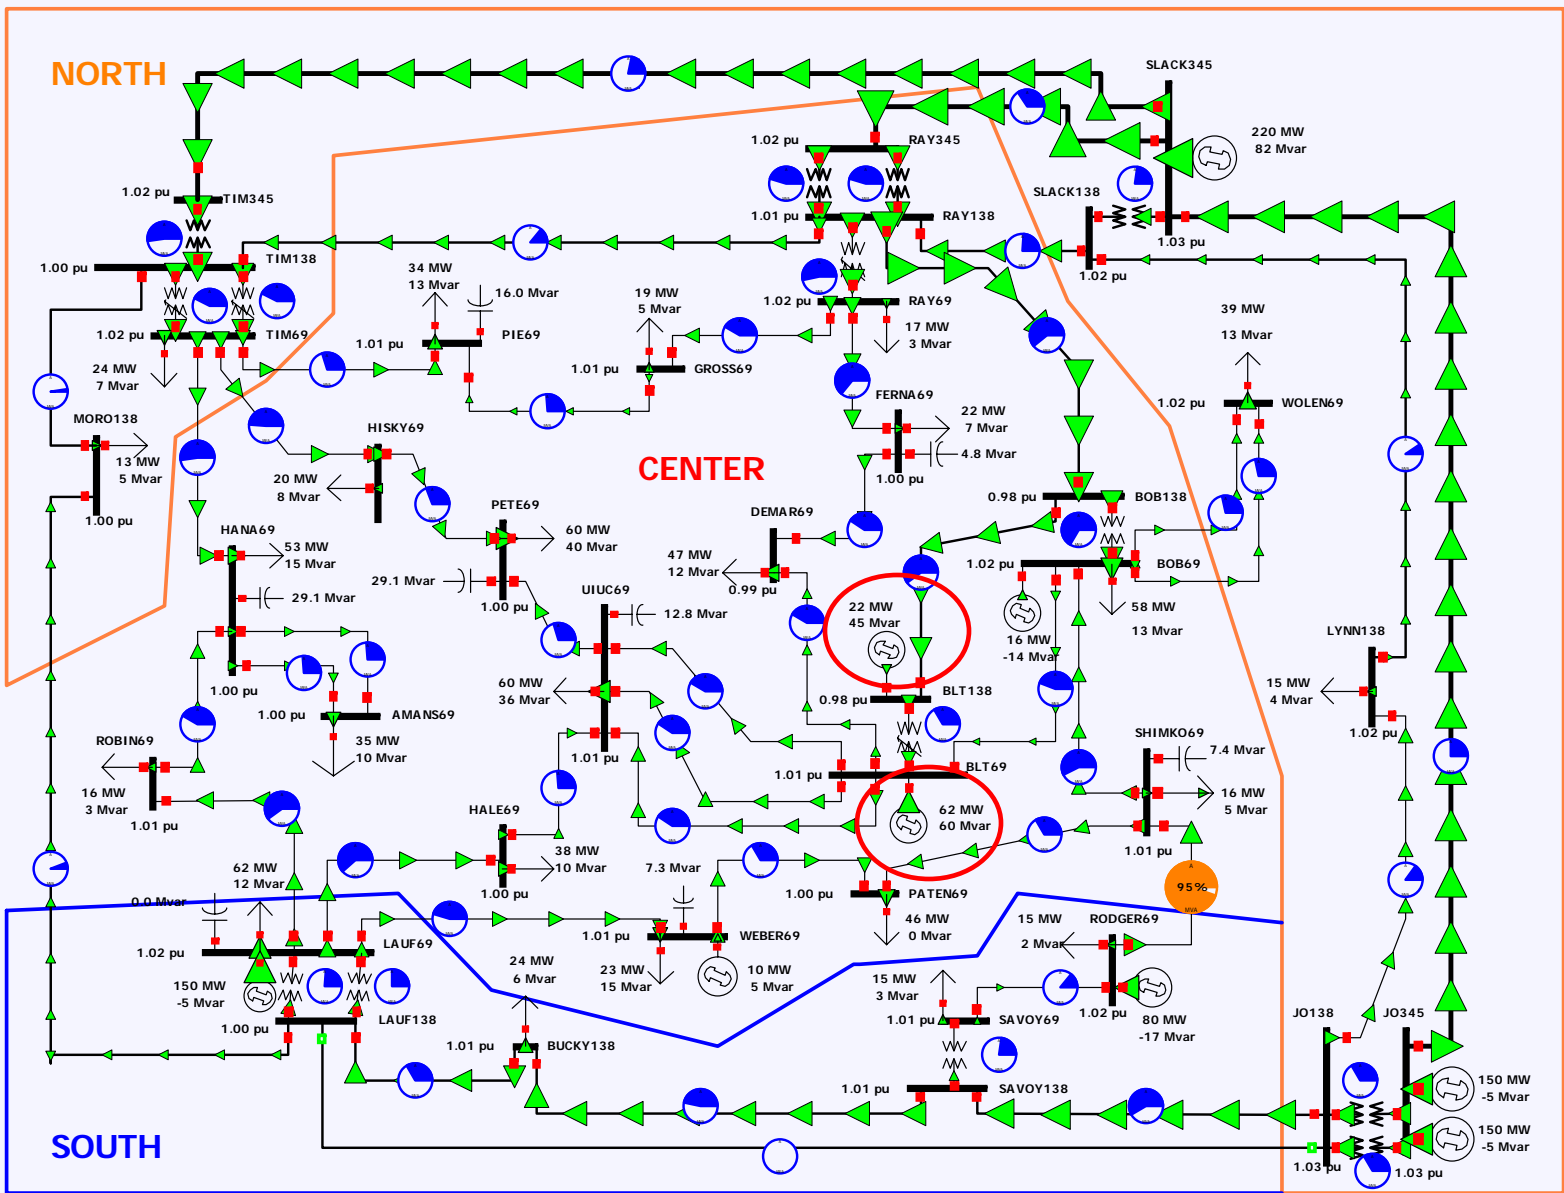 NORTH
SLACK345
220 MW
82 Mvar
RAY345
1.02 pu
SLACK138
1.02 pu
TIM345
1.01 pu
RAY138
1.03 pu
1.00 pu
TIM138
34 MW
13 Mvar
16.0 Mvar
19 MW
5 Mvar
1.02 pu
RAY69
1.02 pu
39 MW
13 Mvar
1.02 pu
TIM69
1.01 pu
PIE69
17 MW
3 Mvar
24 MW
7 Mvar
1.01 pu
GROSS69
FERNA69
22 MW
7 Mvar
1.02 pu
WOLEN69
MORO138
13 MW
5 Mvar
HISKY69
CENTER
4.8 Mvar
1.00 pu
20 MW
8 Mvar
1.00 pu
PETE69
60 MW
40 Mvar
DEMAR69
0.98 pu
BOB138
HANA69
53 MW
15 Mvar
47 MW
12 Mvar
0.99 pu
1.02 pu
BOB69
29.1 Mvar
1.00 pu
29.1 Mvar
UIUC69
12.8 Mvar
22 MW
45 Mvar
58 MW
13 Mvar
16 MW
-14 Mvar
LYNN138
1.00 pu
60 MW
36 Mvar
0.98 pu
BLT138
15 MW
4 Mvar
1.00 pu
AMANS69
1.02 pu
ROBIN69
35 MW
10 Mvar
1.01 pu
SHIMKO69
7.4 Mvar
1.01 pu
BLT69
16 MW
3 Mvar
1.01 pu
HALE69
62 MW
60 Mvar
16 MW
5 Mvar
1.01 pu
62 MW
12 Mvar
38 MW
10 Mvar
1.00 pu
7.3 Mvar
1.00 pu
PATEN69
95%
MVA
0.0 Mvar
46 MW
0 Mvar
15 MW
2 Mvar
RODGER69
1.02 pu
LAUF69
1.01 pu
WEBER69
24 MW
6 Mvar
23 MW
15 Mvar
10 MW
5 Mvar
15 MW
3 Mvar
150 MW
-5 Mvar
1.00 pu
LAUF138
1.01 pu
SAVOY69
1.02 pu
80 MW
-17 Mvar
JO138
JO345
1.01 pu
BUCKY138
1.01 pu
SAVOY138
150 MW
-5 Mvar
150 MW
-5 Mvar
SOUTH
1.03 pu
1.03 pu